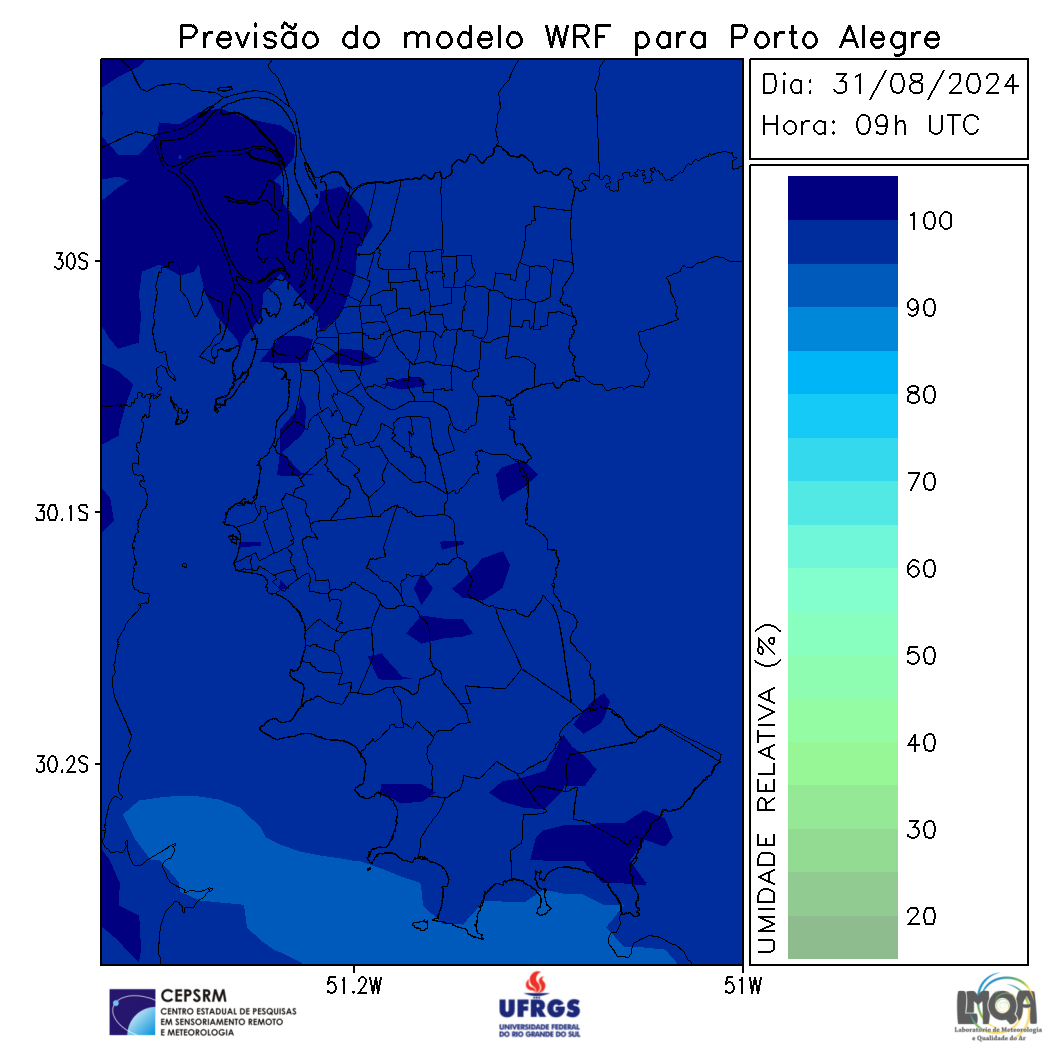 Previsão do modelo WRF para Porto Alegre
Dia: 31/08/2024
Hora: 09h UTC
30S
30.1S
30.2S
51.2W
51W
UMIDADE RELATIVA (%)
100
90
80
70
60
50
40
30
20
CEPSRM
CENTRO ESTADUAL DE PESQUISAS
EM SENSORIAMENTO REMOTO
E METEOROLOGIA
UFRGS
UNIVERSIDADE FEDERAL
DO RIO GRANDE DO SUL
LMQA
Laboratório de Meteorologia
e Qualidade do Ar